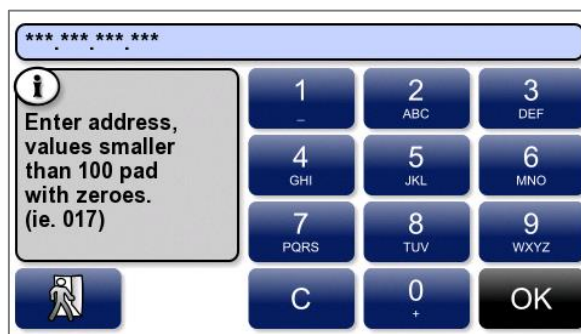 ***.***.***.***
i
Enter address,
values smaller
than 100 pad
with zeroes.
(ie. 017)
1 2 3
_ ABC DEF
4 5 6
GHI JKL MNO
7 8 9
PQRS TUV WXYZ
C 0 OK
+